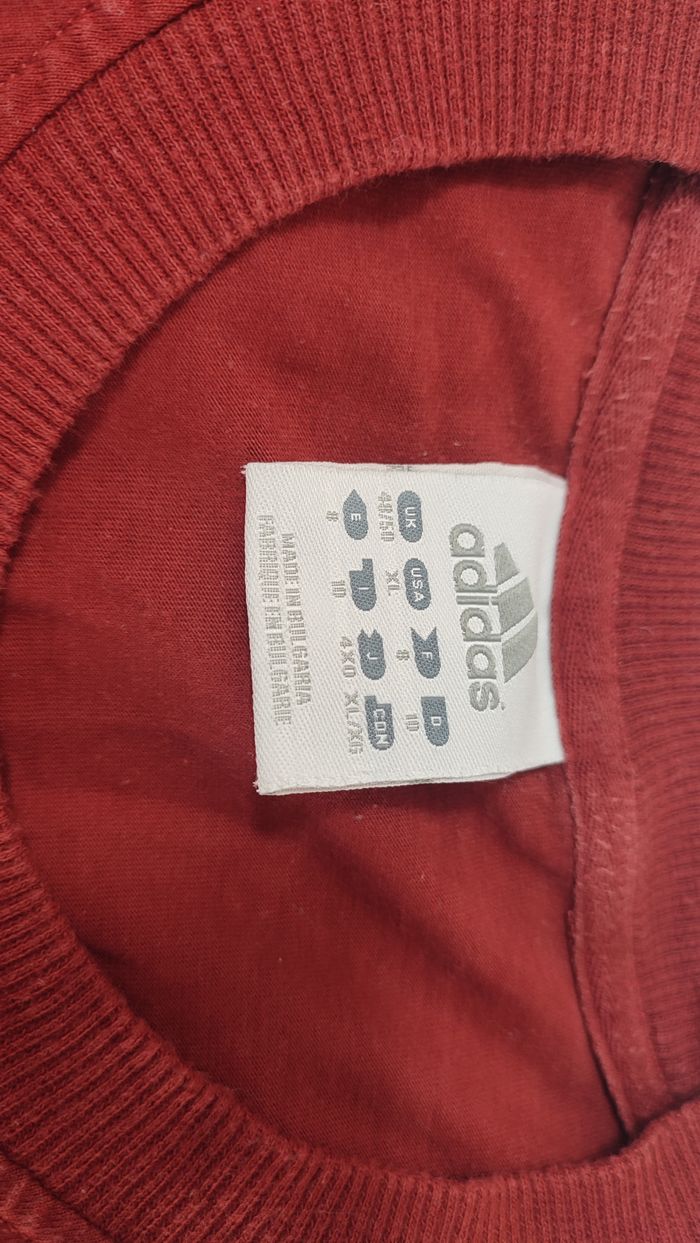 adidas
UK USA F D
48/50 XL 8 10
E I J CDN
8 10 4XO XL/XG
MADE IN BULGARIA
FABRIQUE EN BULGARIE